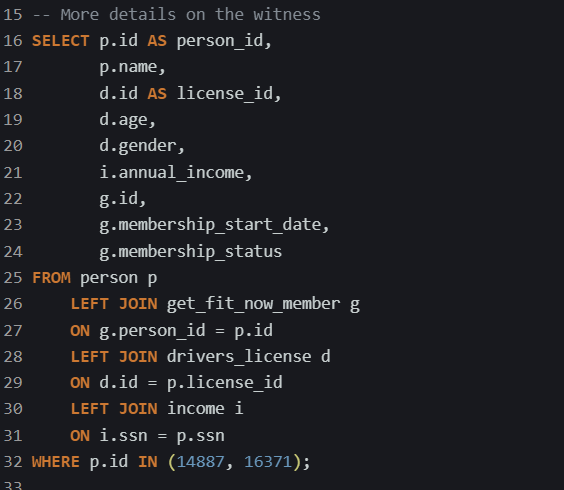 15 -- More details on the witness
16 SELECT p.id AS person_id,
17 p.name,
18 d.id AS license_id,
19 d.age,
20 d.gender,
21 i.annual_income,
22 g.id,
23 g.membership_start_date,
24 g.membership_status
25 FROM person p
26 LEFT JOIN get_fit_now_member g
27 ON g.person_id = p.id
28 LEFT JOIN drivers_license d
29 ON d.id = p.license_id
30 LEFT JOIN income i
31 ON i.ssn = p.ssn
32 WHERE p.id IN (14887, 16371);
33